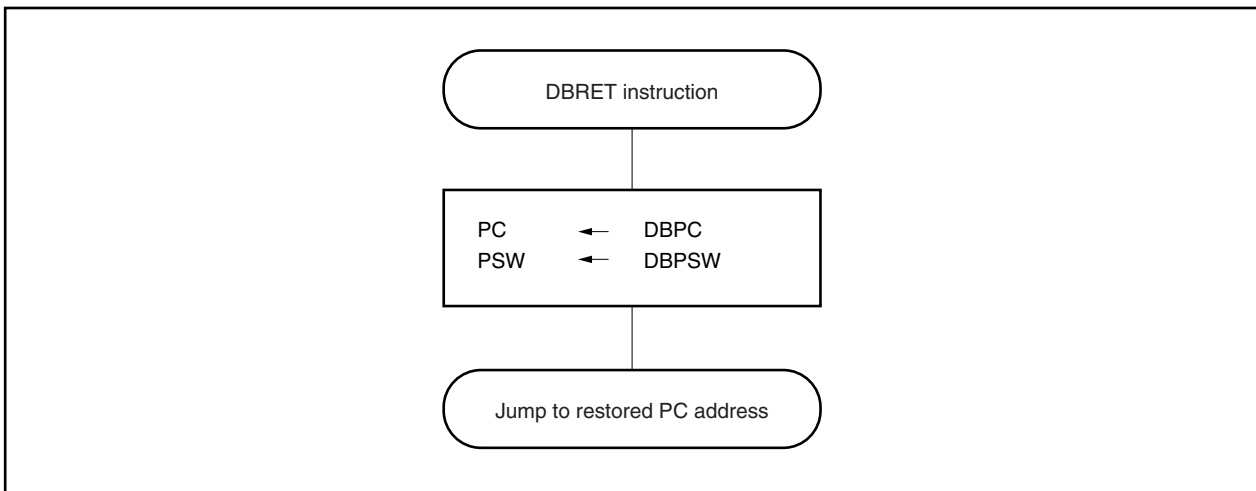 DBRET instruction
PC ← DBPC
PSW ← DBPSW
Jump to restored PC address